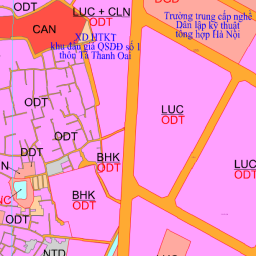 LUC + CLN
ODT
CAN
XD HTKT
khu đấu giá QSDĐ số 1
thôn Tả Thanh Oai
Trường trung cấp nghề
Dân lập kỹ thuật
tổng hợp Hà Nội
ODT
ODT
ODT
LUC
ODT
ODT
DDT
BHK
ODT
LUC
ODT
ODT
BHK
ODT
ODT
NTD